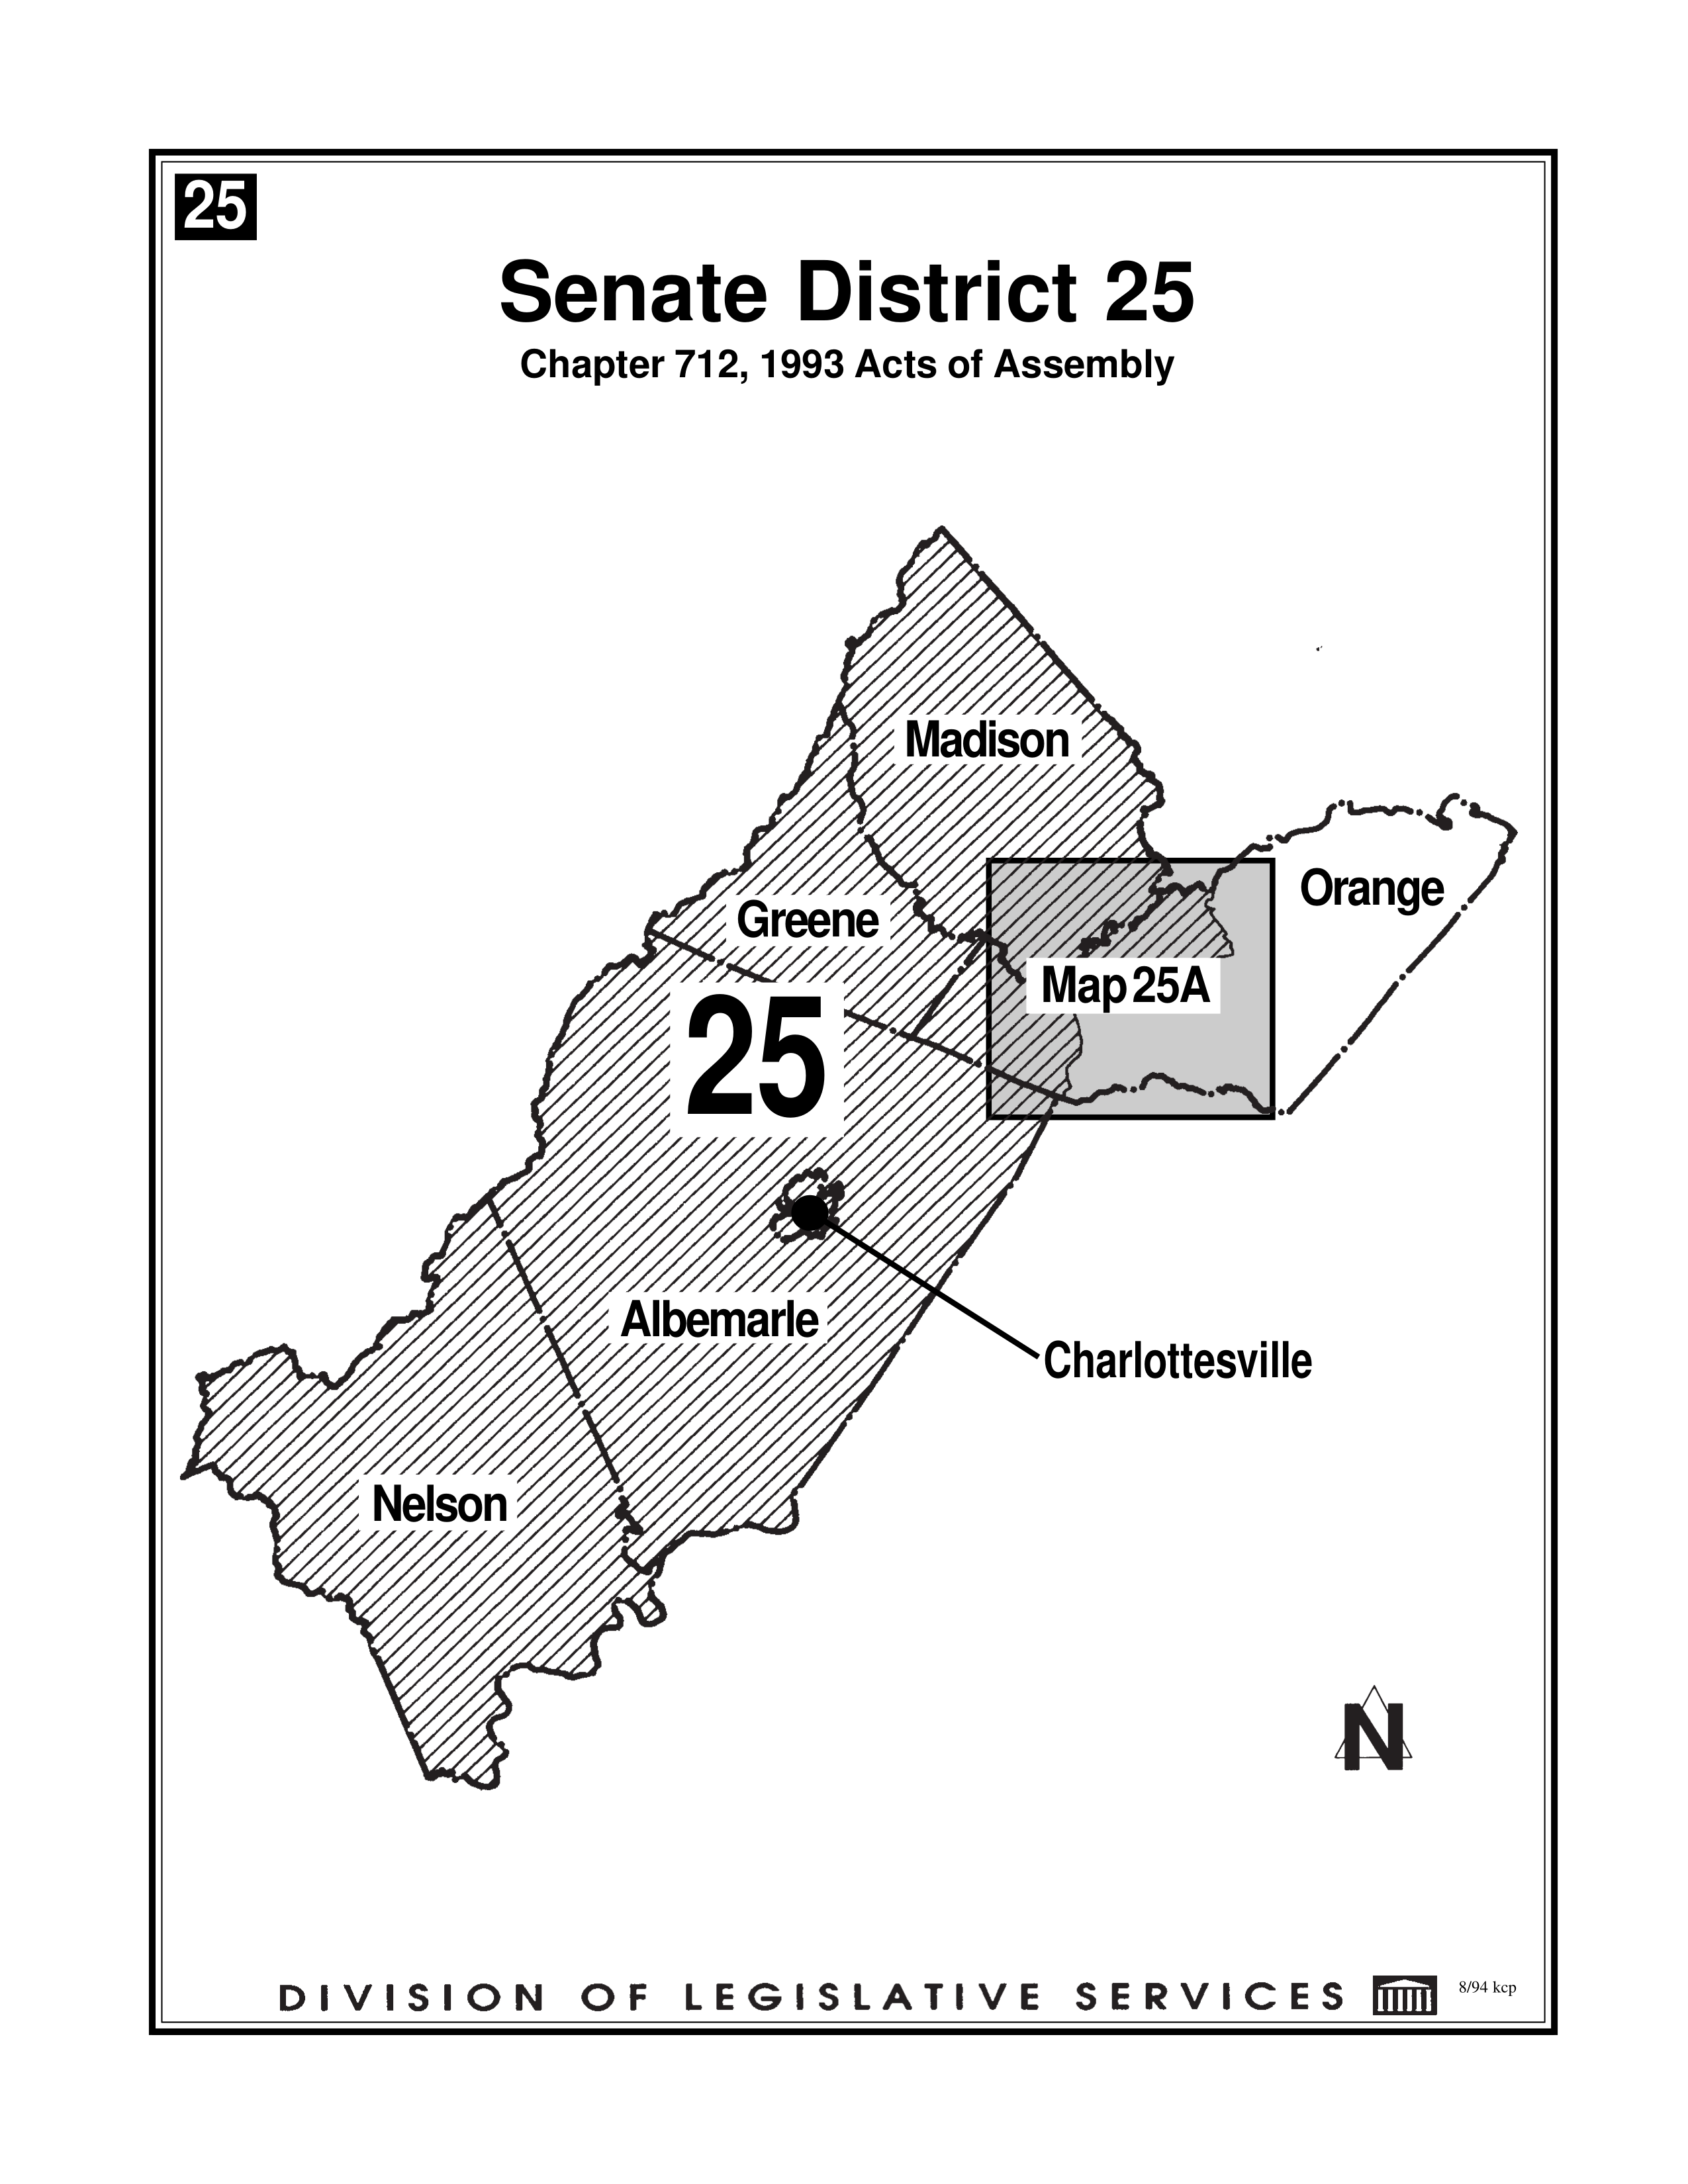 25
Senate District 25
Chapter 712, 1993 Acts of Assembly
Madison
Orange
Greene
Map 25A
25
Albemarle
Charlottesville
Nelson
N
DIVISION OF LEGISLATIVE SERVICES
8/94 kcp